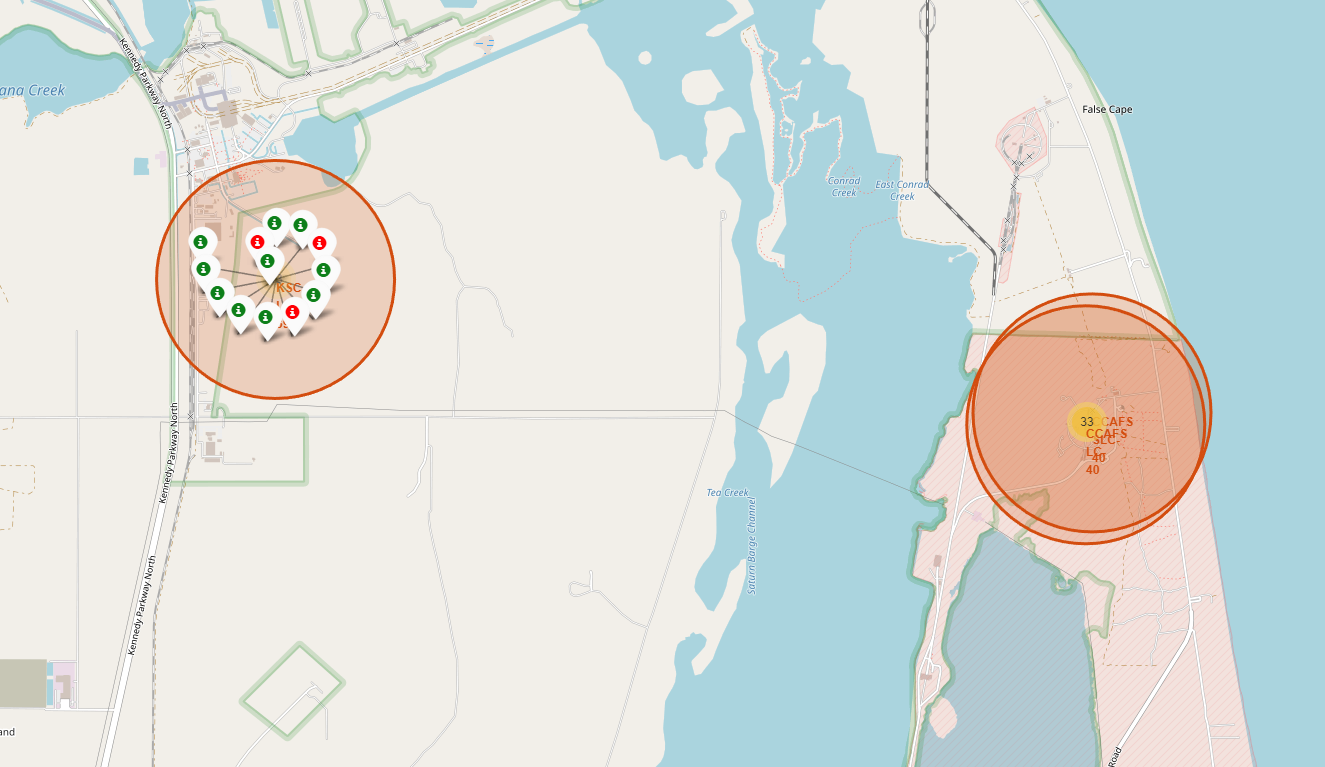 Kennedy Parkway North
ana Creek
False Cape
Conrad
Creek
East Conrad
Creek
KSC
33
CAFS
CCAFS
SLC-
LC-
40
40
Kennedy Parkway North
Tea Creek
Saturn Barge Channel
Kennedy Parkway North
and
Road